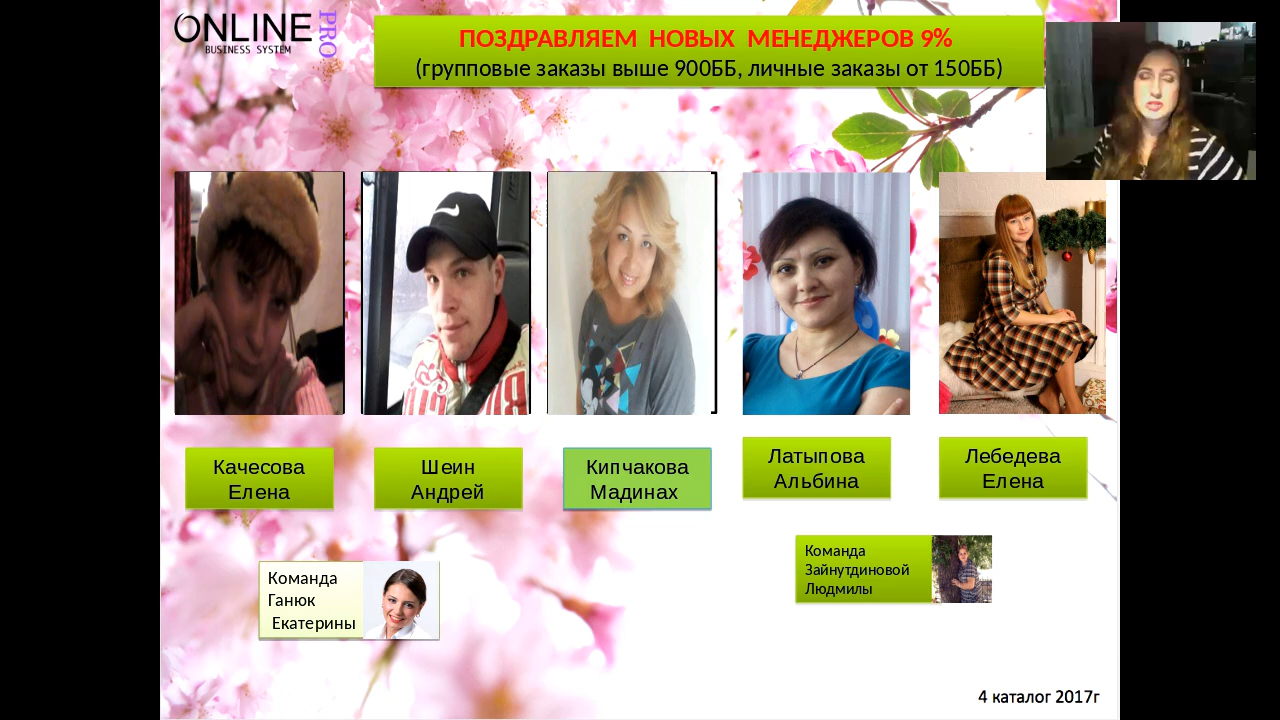 ONLINE PRO
BUSINESS SYSTEM
ПОЗДРАВЛЯЕМ НОВЫХ МЕНЕДЖЕРОВ 9%
(групповые заказы выше 900ББ, личные заказы от 150ББ)
Качесова
Елена
Шеин
Андрей
Кипчакова
Мадинах
Латыпова
Альбина
Лебедева
Елена
Команда
Ганюк
Екатерины
Команда
Зайнутдиновой
Людмилы
4 каталог 2017г